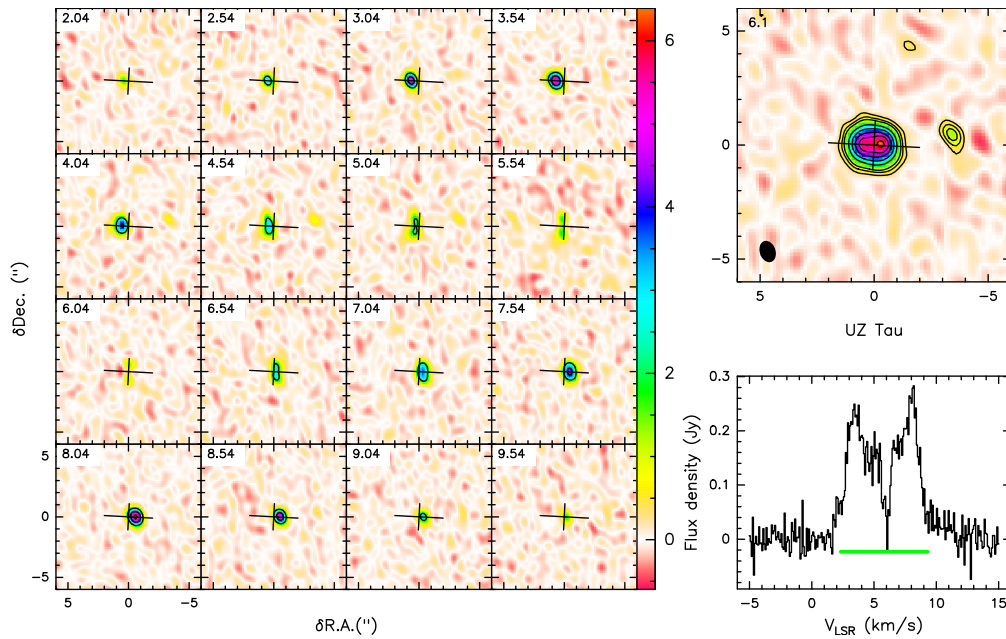 2.04 2.54 3.04 3.54
4.04 4.54 5.04 5.54
6.04 6.54 7.04 7.54
8.04 8.54 9.04 9.54
5
0
−5
5 0 −5
δDec. (")
δR.A.(")
6
4
2
0
6.1
5
0
−5
5 0 −5
UZ Tau
0.3
0.2
0.1
0
Flux density (Jy)
−5 0 5 10 15
V_LSR (km/s)